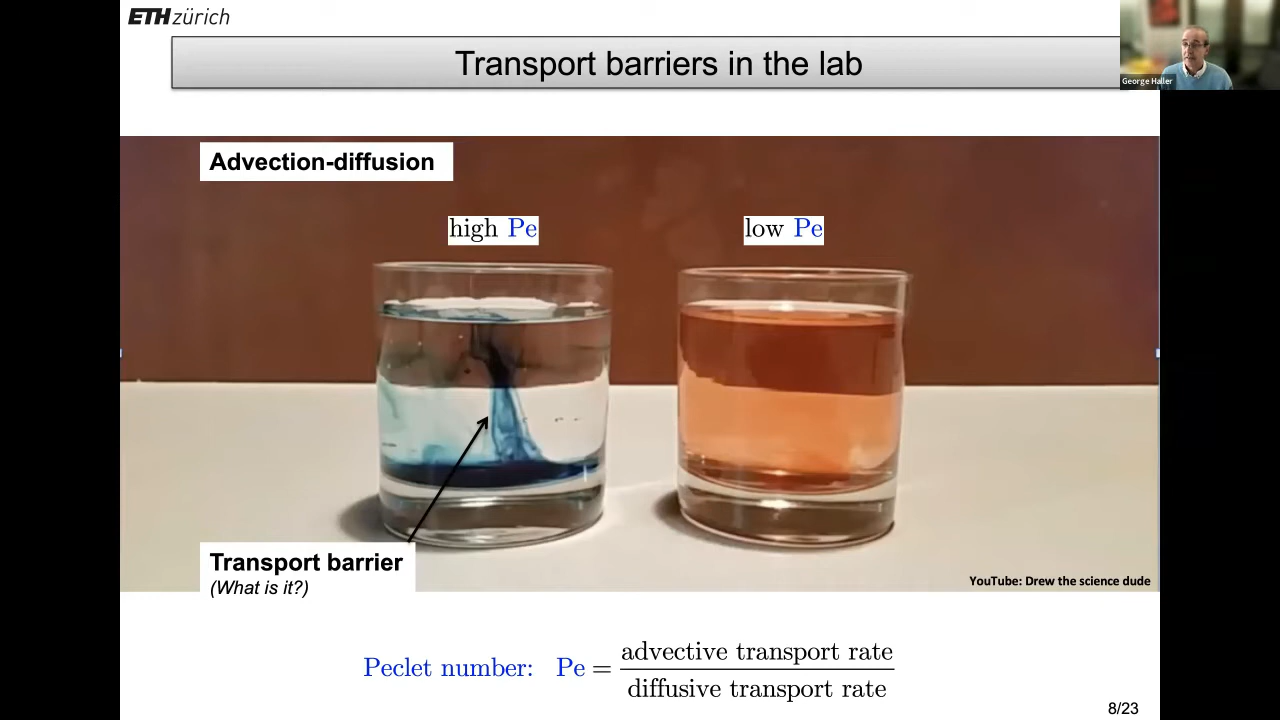 ETH zürich
Transport barriers in the lab
George Haller
Advection-diffusion
high Pe
low Pe
Transport barrier
(What is it?)
YouTube: Drew the science dude
Peclet number: Pe = advective transport rate
diffusive transport rate
8/23